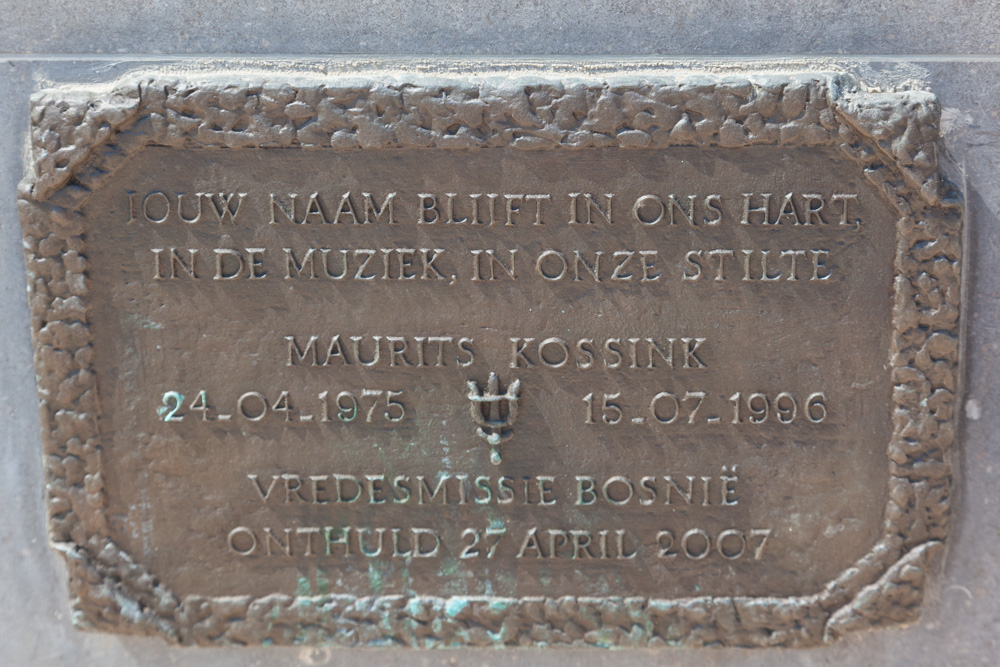 JOUW NAAM BLIJFT IN ONS HART,
IN DE MUZIEK, IN ONZE STILTE
MAURITS KOSSINK
24-04-1975 15-07-1996
VREDESMISSIE BOSNIË
ONTHULD 27 APRIL 2007